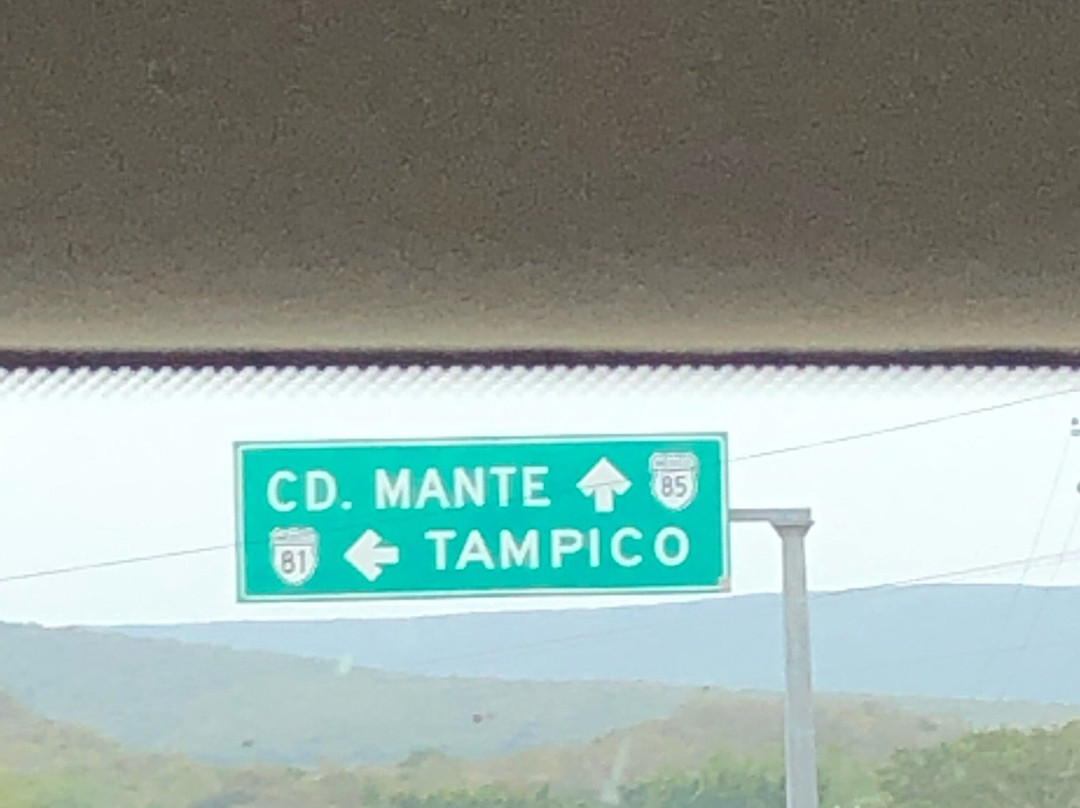 CD. MANTE 85
81 TAMPICO